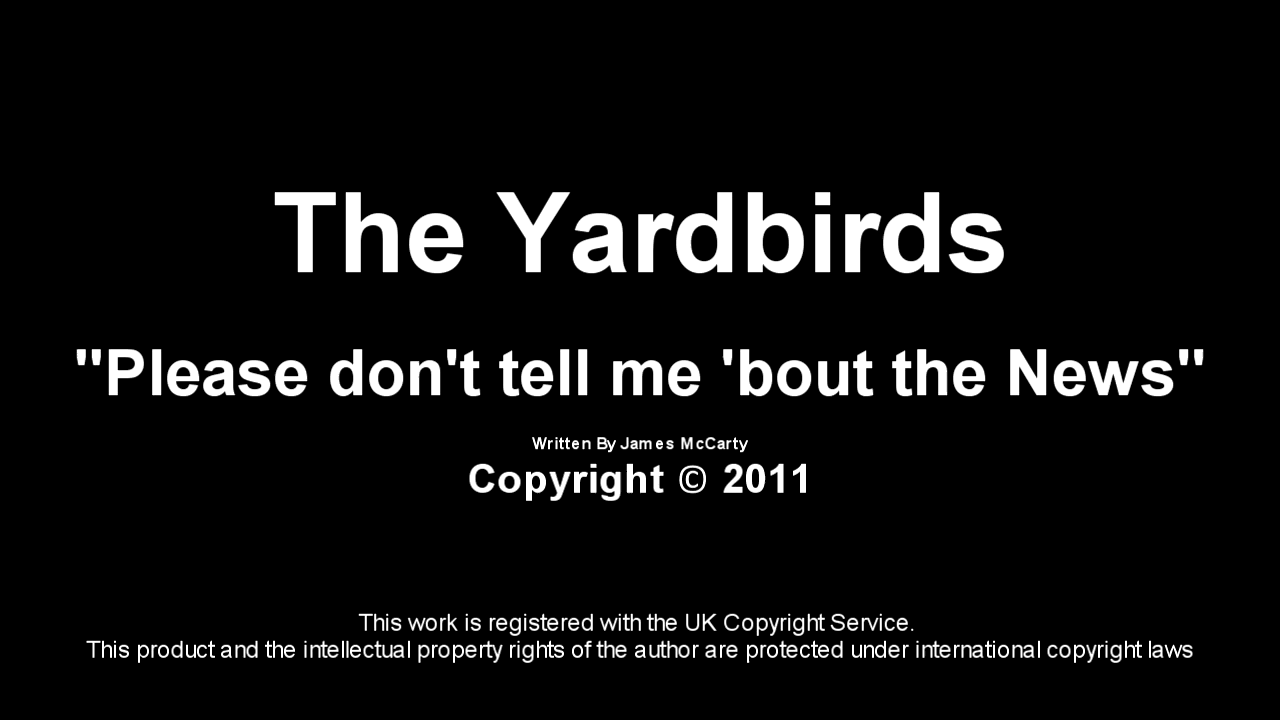 The Yardbirds
"Please don't tell me 'bout the News"
Written By James McCarty
Copyright © 2011
This work is registered with the UK Copyright Service.
This product and the intellectual property rights of the author are protected under international copyright laws